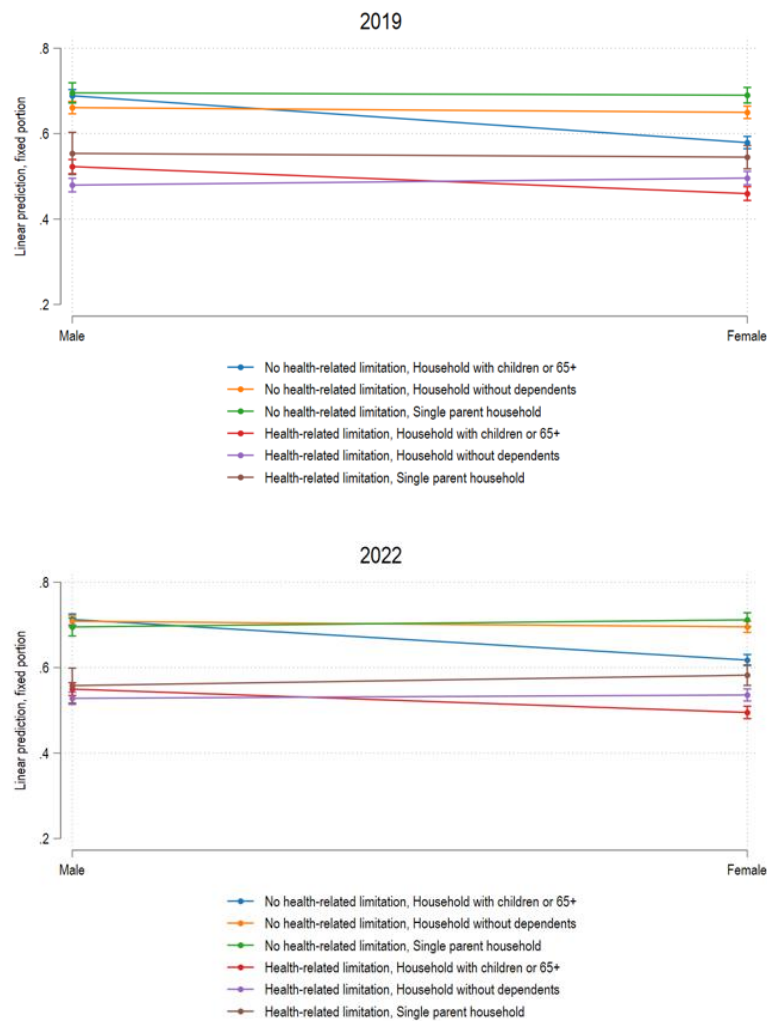 2019
.8
.6
.4
.2
Linear prediction, fixed portion
Male
Female
No health-related limitation, Household with children or 65+
No health-related limitation, Household without dependents
No health-related limitation, Single parent household
Health-related limitation, Household with children or 65+
Health-related limitation, Household without dependents
Health-related limitation, Single parent household
2022
.8
.6
.4
.2
Linear prediction, fixed portion
Male
Female
No health-related limitation, Household with children or 65+
No health-related limitation, Household without dependents
No health-related limitation, Single parent household
Health-related limitation, Household with children or 65+
Health-related limitation, Household without dependents
Health-related limitation, Single parent household